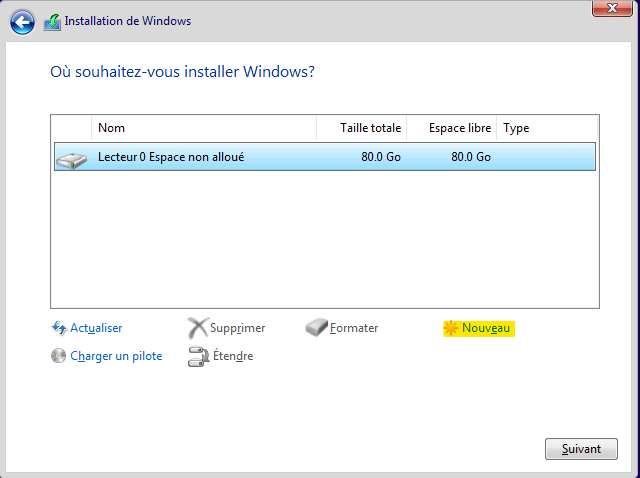 Installation de Windows
Où souhaitez-vous installer Windows?
Nom Taille totale Espace libre Type
Lecteur 0 Espace non alloué 80.0 Go 80.0 Go
Actualiser Supprimer Formater Nouveau
Charger un pilote Étendre
Suivant